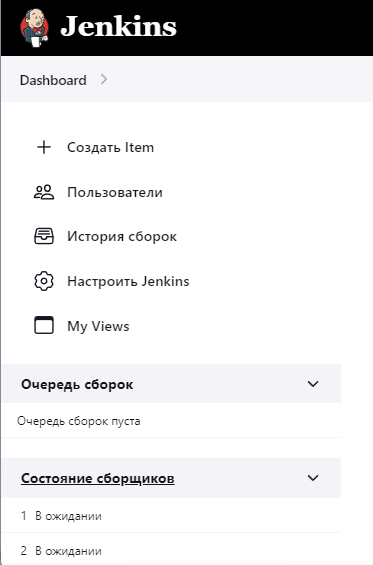 Jenkins
Dashboard
Создать Item
Пользователи
История сборок
Настроить Jenkins
My Views
Очередь сборок
Очередь сборок пуста
Состояние сборщиков
1 В ожидании
2 В ожидании